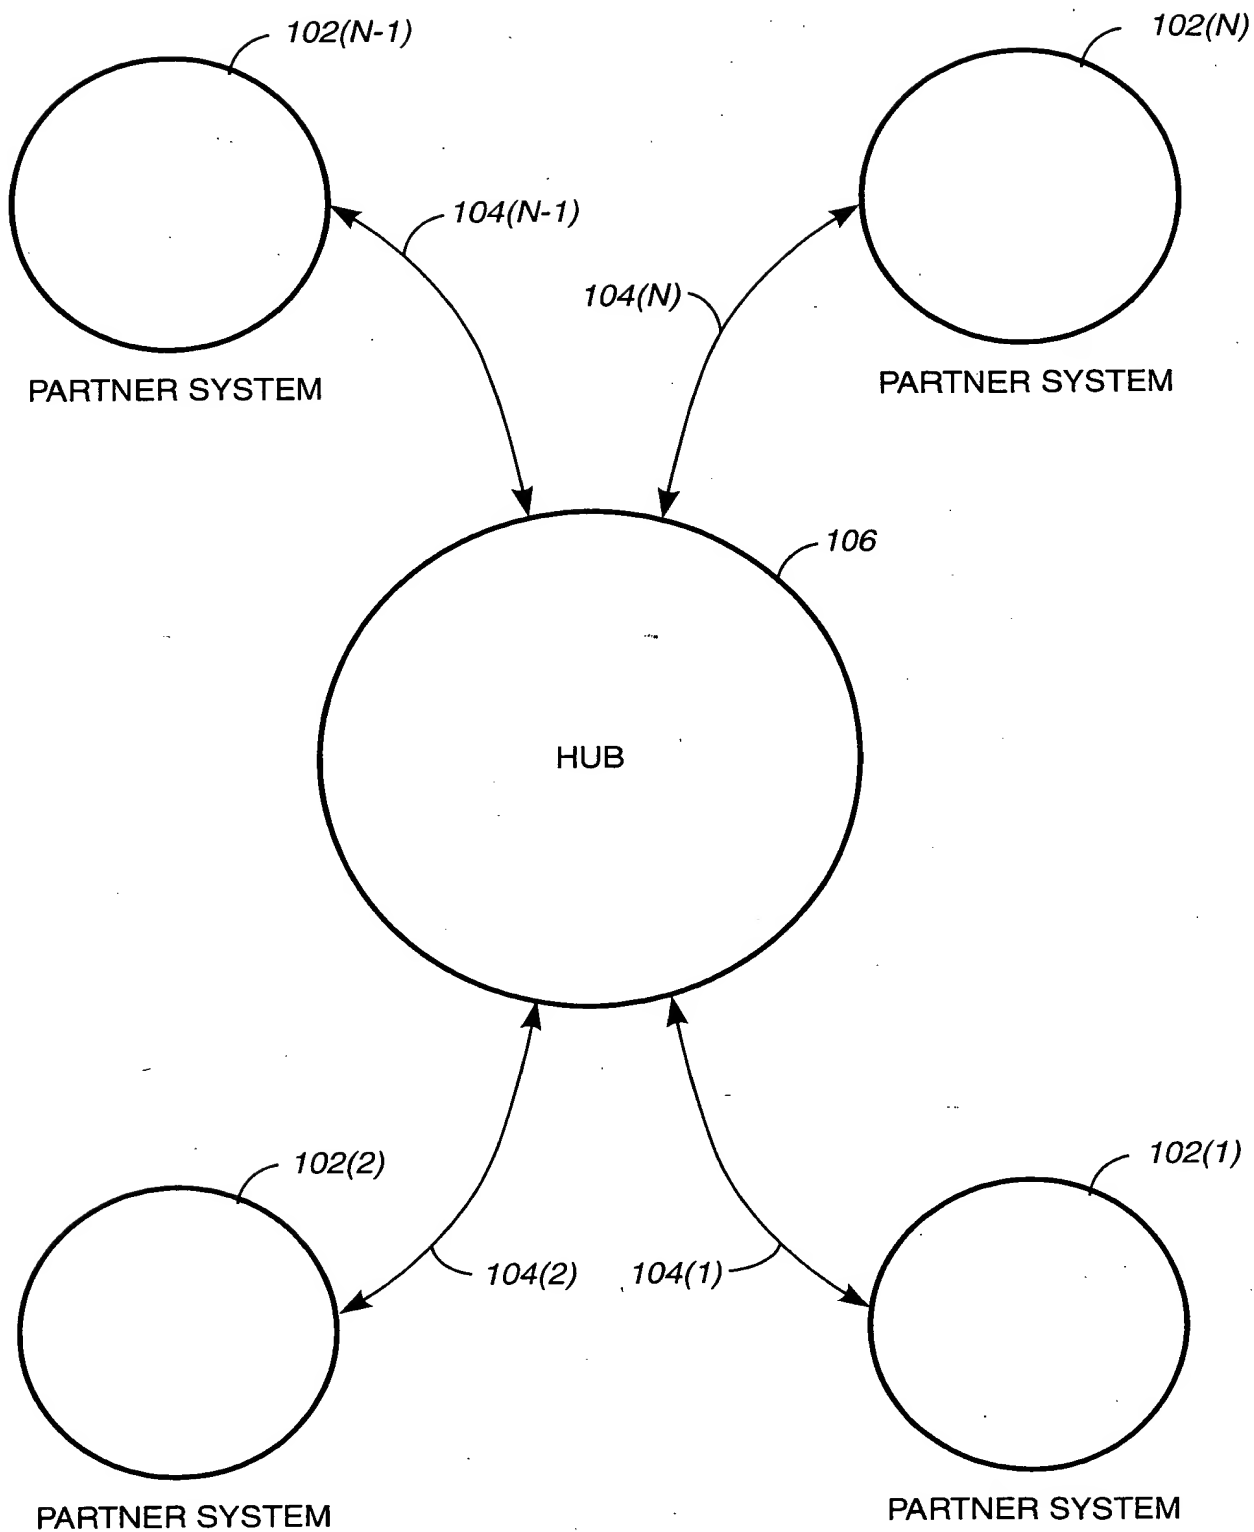 102(N-1)
102(N)
104(N-1)
104(N)
PARTNER SYSTEM
PARTNER SYSTEM
106
HUB
102(2)
102(1)
104(2)
104(1)
PARTNER SYSTEM
PARTNER SYSTEM